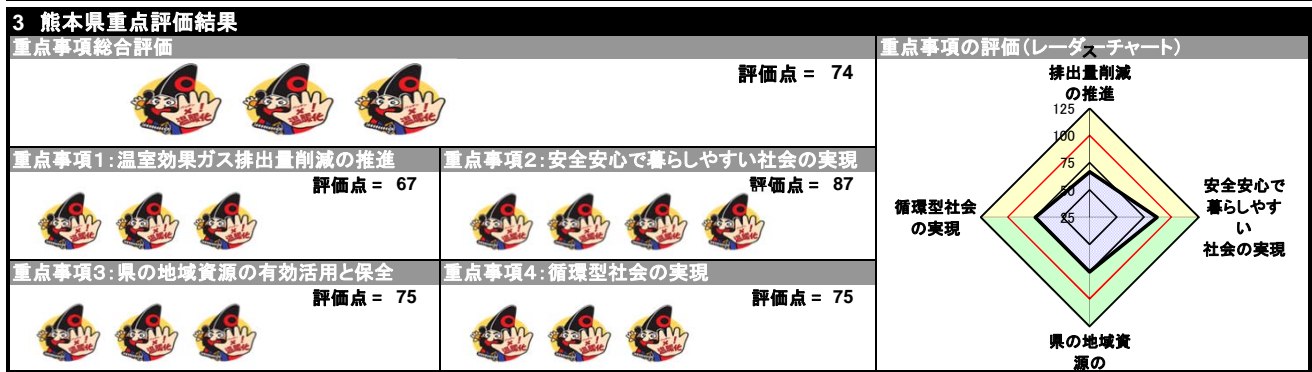 3 熊本県重点評価結果
重点事項総合評価
評価点 = 74
重点事項1：温室効果ガス排出量削減の推進
評価点 = 67
重点事項2：安全安心で暮らしやすい社会の実現
評価点 = 87
重点事項3：県の地域資源の有効活用と保全
評価点 = 75
重点事項4：循環型社会の実現
評価点 = 75
重点事項の評価（レーダーチャート）
ス
排出量削減
の推進
125
100
75
50
25
安全安心で
暮らしやす
い
社会の実現
県の地域資
源の
循環型社会
の実現